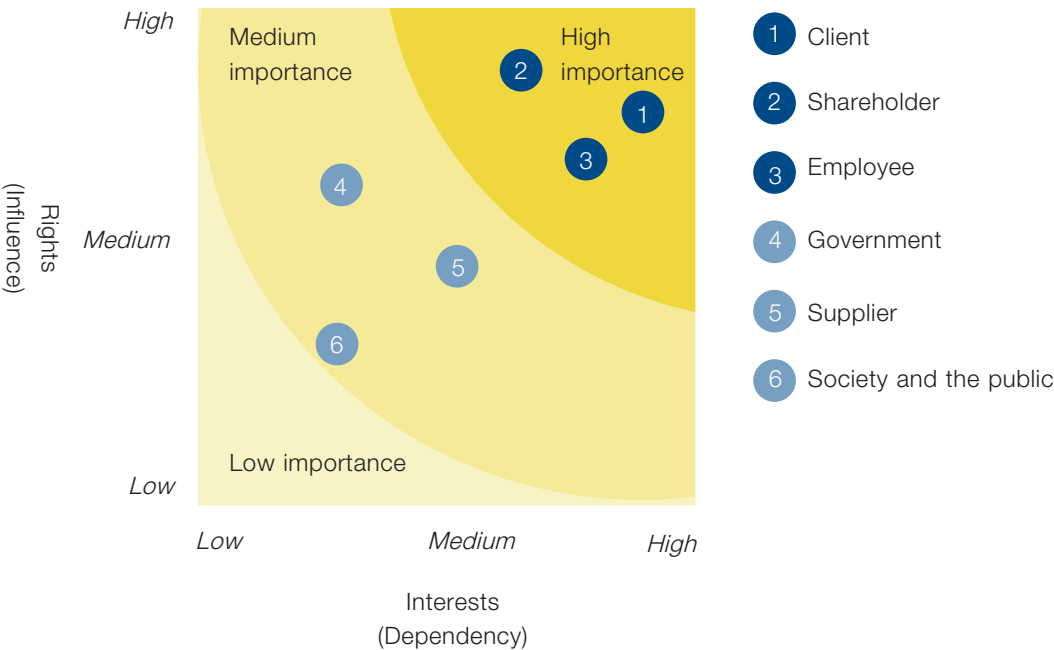 High
Medium
importance
High
importance
2
1
3
4
5
6
Medium
Rights
(Influence)
Low importance
Low
Low
Medium
High
Interests
(Dependency)
1 Client
2 Shareholder
3 Employee
4 Government
5 Supplier
6 Society and the public